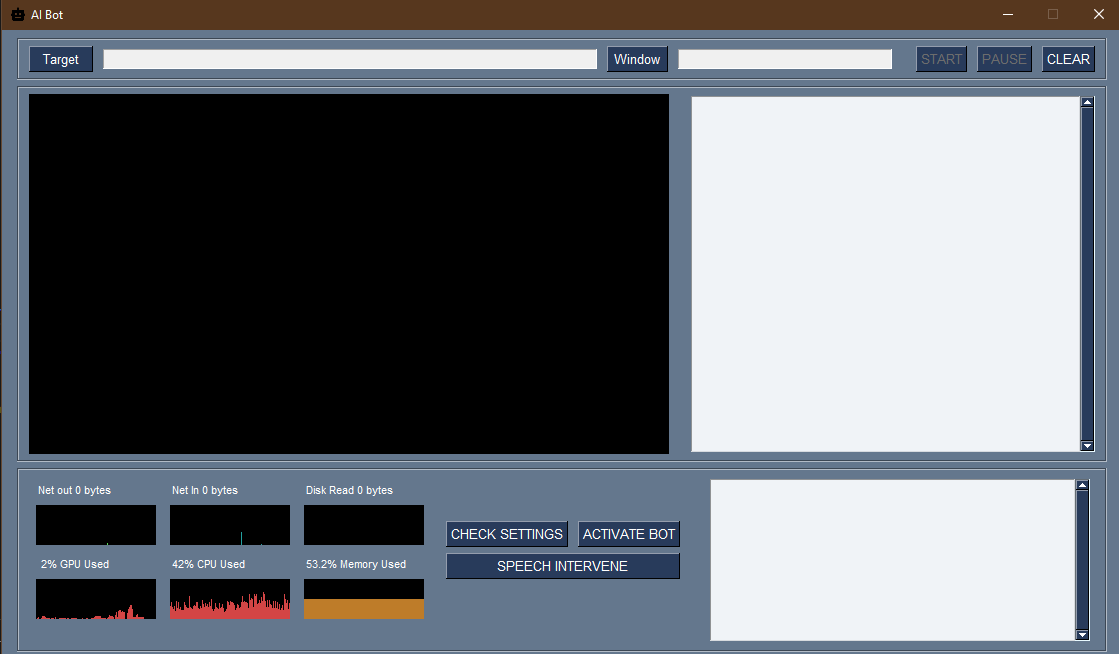 AI Bot
Target Window START PAUSE CLEAR
Net out 0 bytes Net In 0 bytes Disk Read 0 bytes
CHECK SETTINGS ACTIVATE BOT
2% GPU Used 42% CPU Used 53.2% Memory Used
SPEECH INTERVENE